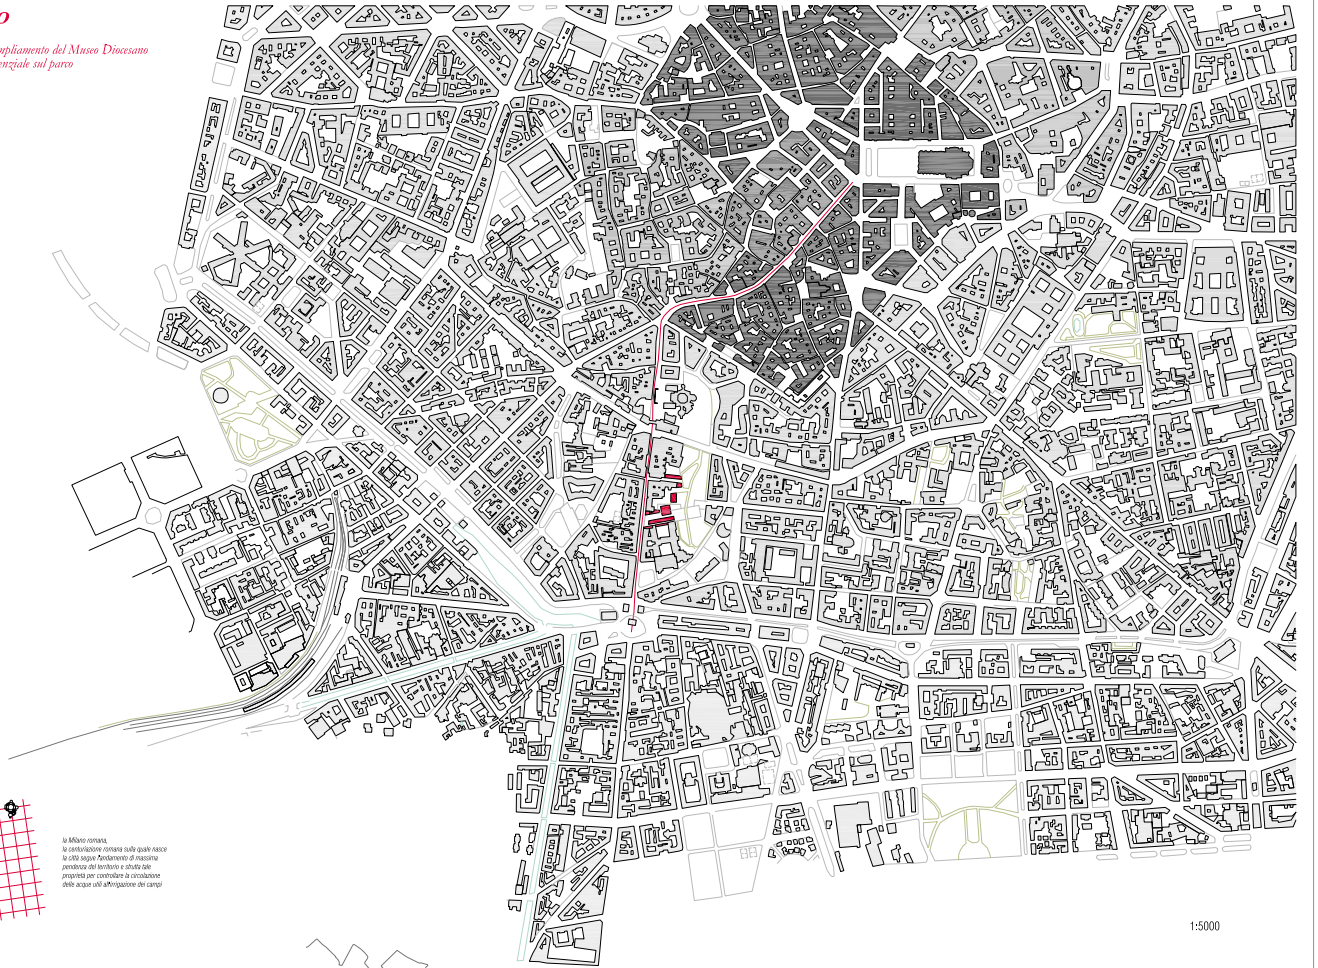 o
mpliamento del Museo Diocesano
enziale sul parco
la Milano romana,
la centuriazione romana sulla quale nasce
la città segue l'andamento di massima
pendenza del territorio e sfrutta tale
proprietà per controllare la circolazione
delle acque utili all'irrigazione dei campi
1:5000